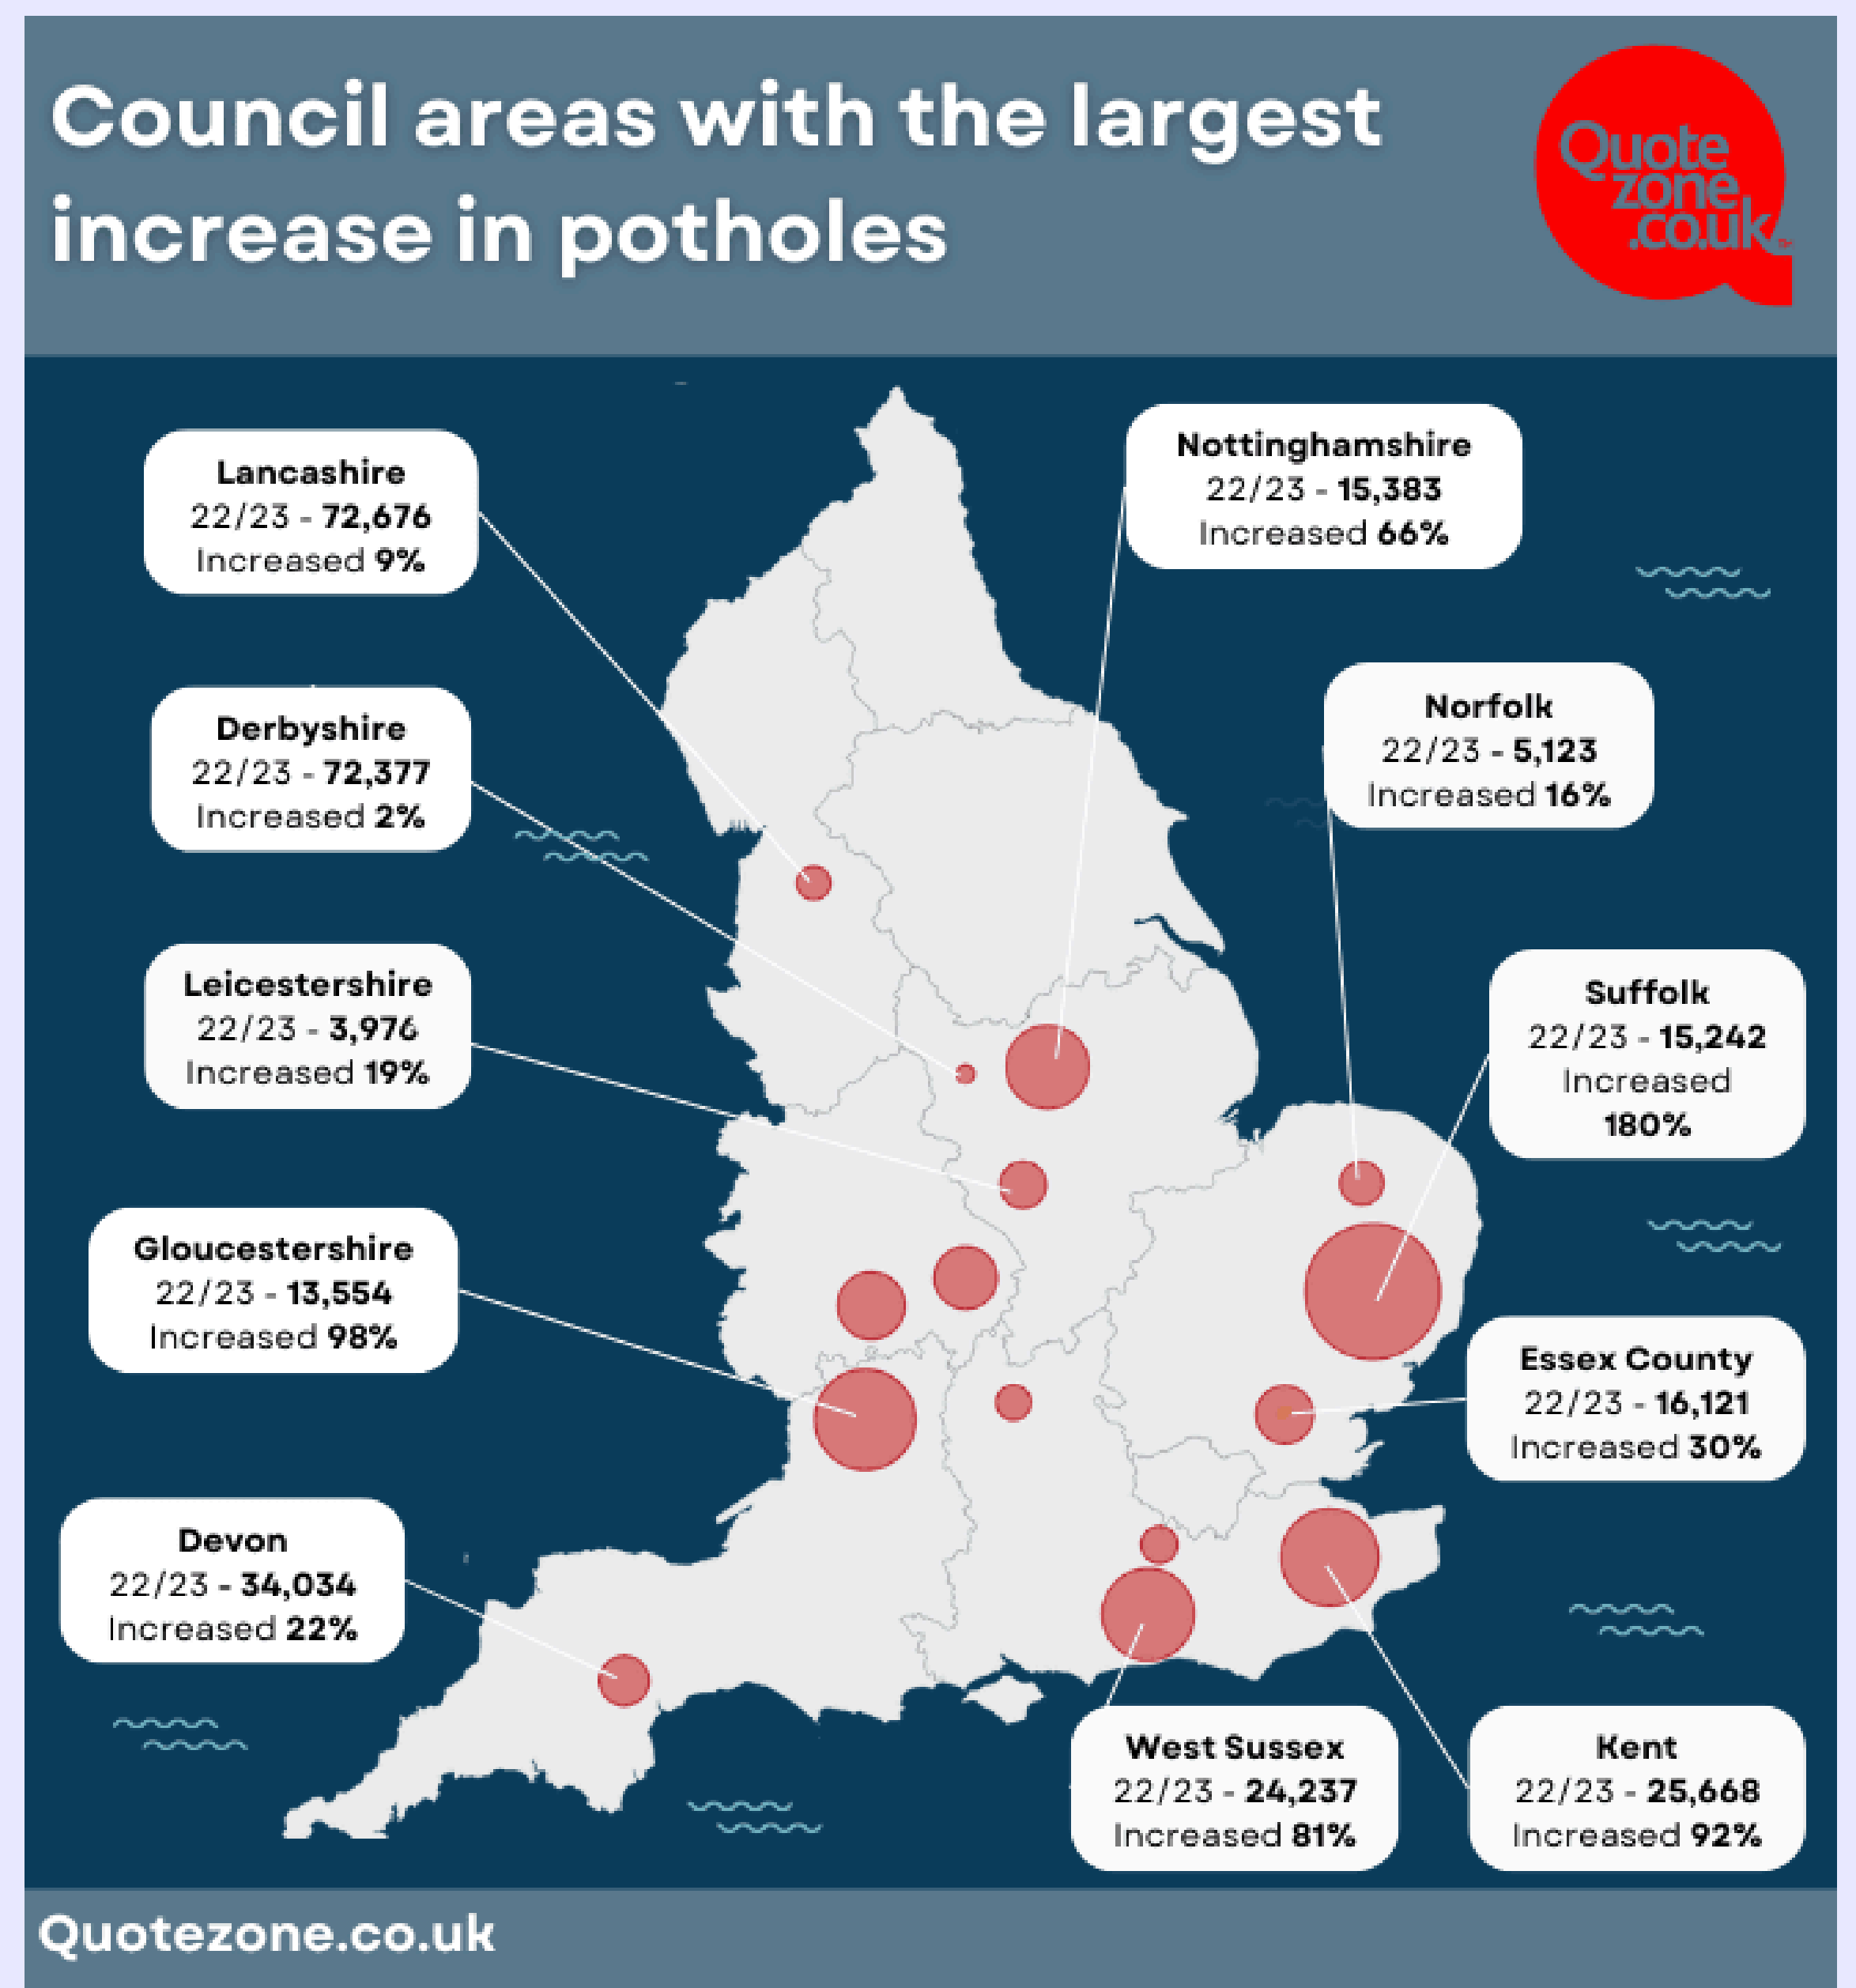 Council areas with the largest
increase in potholes
Quote
zone
.co.uk
Lancashire
22/23 - 72,676
Increased 9%
Nottinghamshire
22/23 - 15,383
Increased 66%
Derbyshire
22/23 - 72,377
Increased 2%
Norfolk
22/23 - 5,123
Increased 16%
Leicestershire
22/23 - 3,976
Increased 19%
Suffolk
22/23 - 15,242
Increased
180%
Gloucestershire
22/23 - 13,554
Increased 98%
Essex County
22/23 - 16,121
Increased 30%
Devon
22/23 - 34,034
Increased 22%
West Sussex
22/23 - 24,237
Increased 81%
Kent
22/23 - 25,668
Increased 92%
Quotezone.co.uk